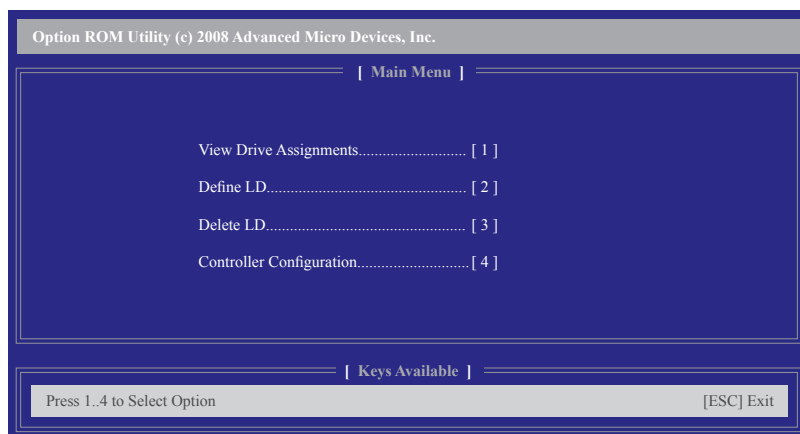 Option ROM Utility (c) 2008 Advanced Micro Devices, Inc.
[ Main Menu ]
View Drive Assignments........................... [ 1 ]
Define LD.................................................. [ 2 ]
Delete LD.................................................. [ 3 ]
Controller Configuration............................[ 4 ]
[ Keys Available ]
Press 1..4 to Select Option [ESC] Exit